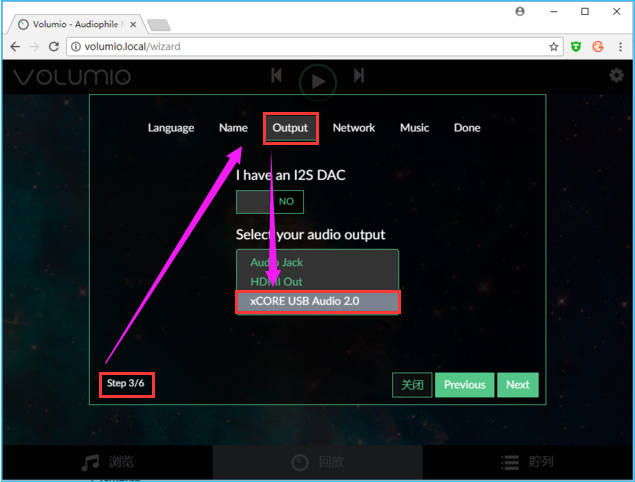 Volumio - Audiophile
volumio.local/wizard
VOLUMIO
Language Name Output Network Music Done
I have an I2S DAC
NO
Select your audio output
Audio Jack
HDMI Out
xCORE USB Audio 2.0
Step 3/6
关闭 Previous Next
浏览 回放 貯列